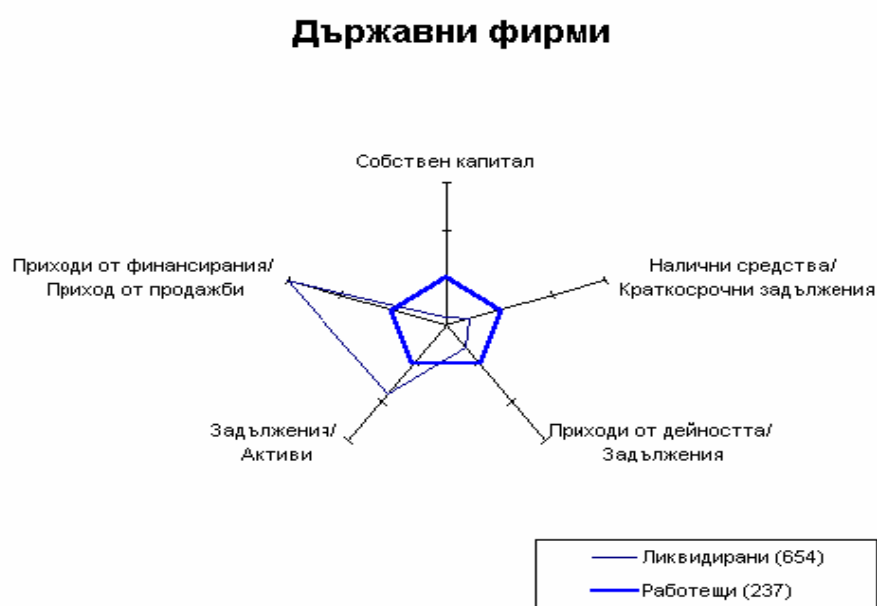 Държавни фирми
Собствен капитал
Приходи от финансирания/
Приход от продажби
Налични средства/
Краткосрочни задължения
Задължения/
Активи
Приходи от дейността/
Задължения
Ликвидирани (654)
Работещи (237)